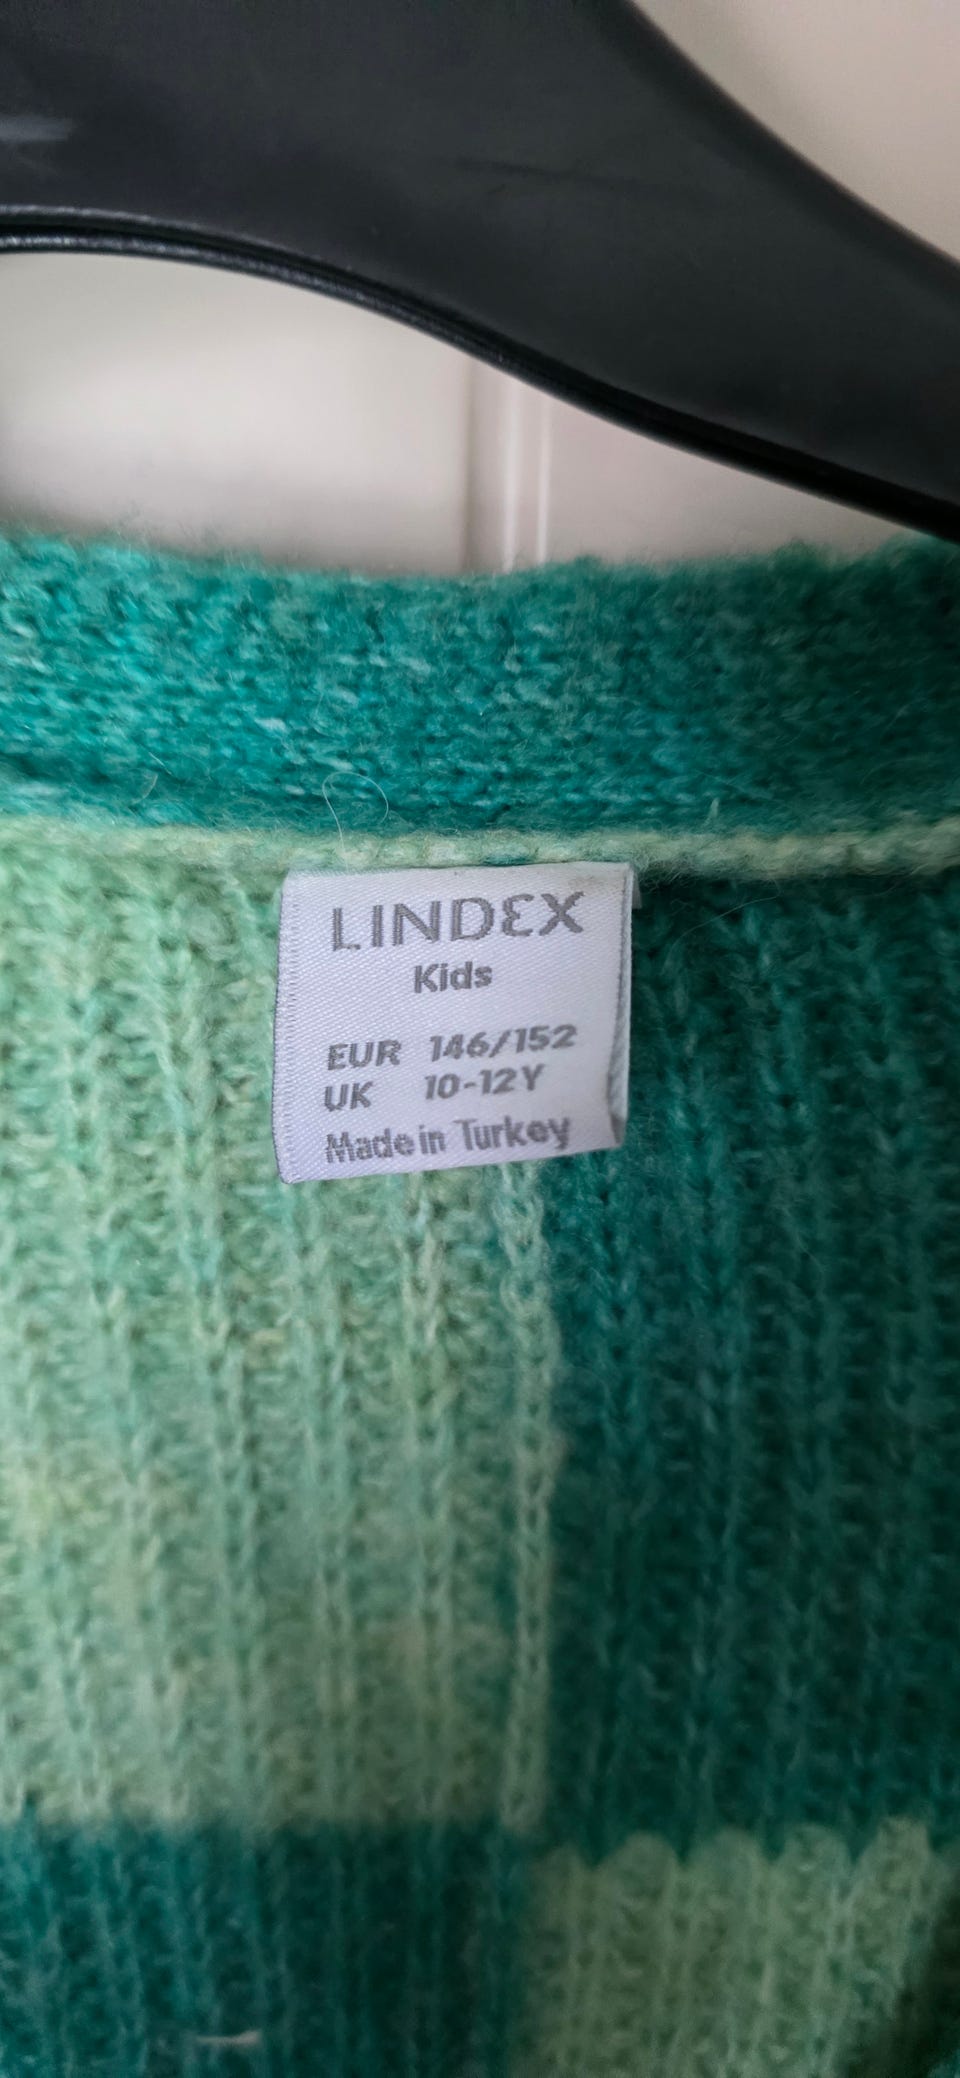 LINDEX
Kids
EUR 146/152
UK 10-12Y
Made in Turkey